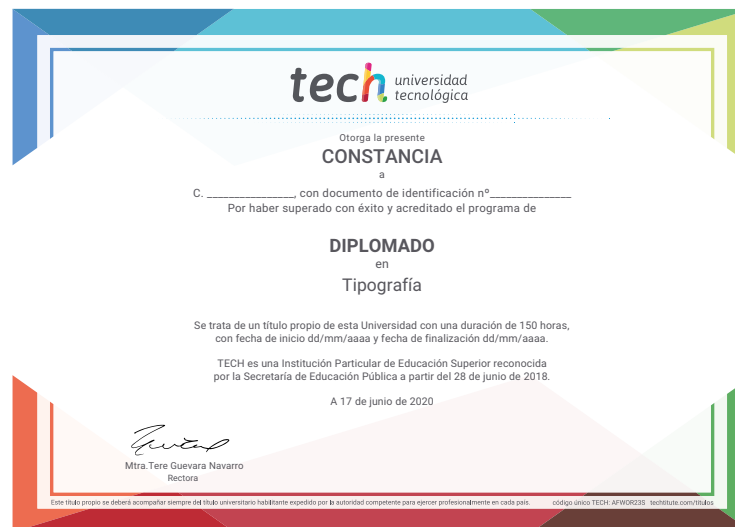 tech universidad
tecnológica
Otorga la presente
CONSTANCIA
a
C. ________________, con documento de identificación nº_______________
Por haber superado con éxito y acreditado el programa de
DIPLOMADO
en
Tipografía
Se trata de un título propio de esta Universidad con una duración de 150 horas,
con fecha de inicio dd/mm/aaaa y fecha de finalización dd/mm/aaaa.
TECH es una Institución Particular de Educación Superior reconocida
por la Secretaría de Educación Pública a partir del 28 de junio de 2018.
A 17 de junio de 2020
Mtra.Tere Guevara Navarro
Rectora
Este título propio se deberá acompañar siempre del título universitario habilitante expedido por la autoridad competente para ejercer profesionalmente en cada país. código único TECH: AFWOR23S techtitute.com/titulos